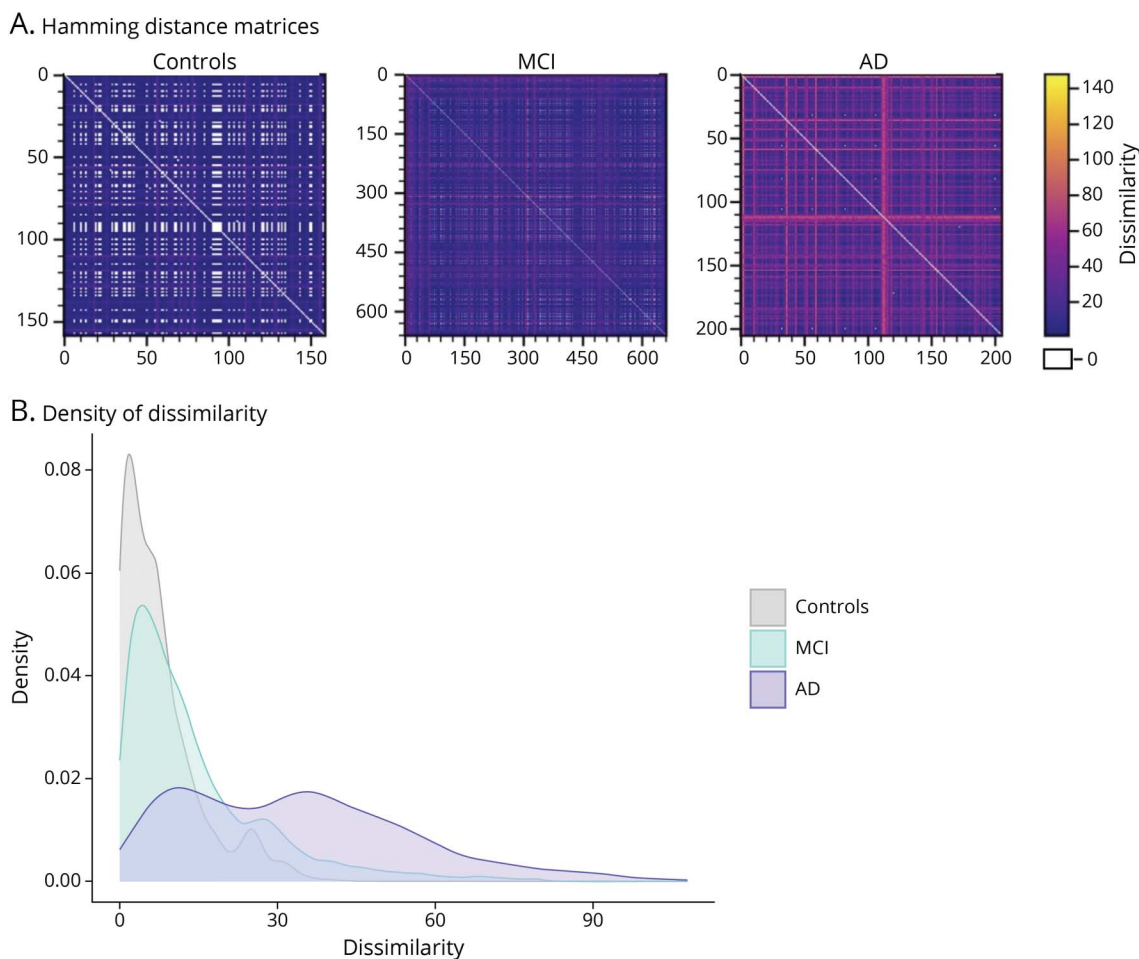 A. Hamming distance matrices
Controls
0
50
100
150
0 50 100 150
MCI
0
150
300
450
600
0 150 300 450 600
AD
0
50
100
150
200
0 50 100 150 200
140
120
100
80
60
40
20
0
Dissimilarity
B. Density of dissimilarity
0.08
0.06
0.04
0.02
0.00
Density
0 30 60 90
Dissimilarity
Controls
MCI
AD